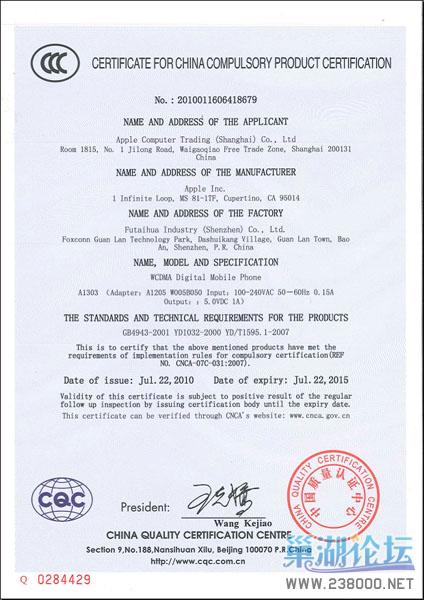 CCC
CERTIFICATE FOR CHINA COMPULSORY PRODUCT CERTIFICATION
No.: 2010011606418679
NAME AND ADDRESS OF THE APPLICANT
Apple Computer Trading (Shanghai) Co., Ltd
Room 1815, No. 1 Jilong Road, Waigaoqiao Free Trade Zone, Shanghai 200131
China
NAME AND ADDRESS OF THE MANUFACTURER
Apple Inc.
1 Infinite Loop, MS 81-1TF, Cupertino, CA 95014
NAME AND ADDRESS OF THE FACTORY
Futaihua Industry (Shenzhen) Co., Ltd.
Foxconn Guan Lan Technology Park, Dashuikang Village, Guan Lan Town, Bao
An, Shenzhen, P.R. China
NAME, MODEL AND SPECIFICATION
WCDMA Digital Mobile Phone
A1303 (Adapter: A1205 W005B050 Input: 100-240VAC 50-60Hz 0.15A
Output: : 5.0VDC 1A)
THE STANDARDS AND TECHNICAL REQUIREMENTS FOR THE PRODUCTS
GB4943-2001 YD1032-2000 YD/T1595.1-2007
This is to certify that the above mentioned products have met the
requirements of implementation rules for compulsory certification(REF
NO. CNCA-07C-031:2007).
Date of issue: Jul.22,2010 Date of expiry: Jul.22,2015
Validity of this certificate is subject to positive result of the regular
follow up inspection by issuing certification body until the expiry date.
This certificate can be verified through CNCA's website: www.cnca.gov.cn
CQC
President:
Wang Kejiao
CHINA QUALITY CERTIFICATION CENTRE
中国质量认证中心
CHINA QUALITY CERTIFICATION CENTRE
Section 9,No.188,Nansihuan Xilu, Beijing 100070 P.R.China
http://www.cqc.com.cn
Q 0284429
巢湖论坛
www.238000.NET